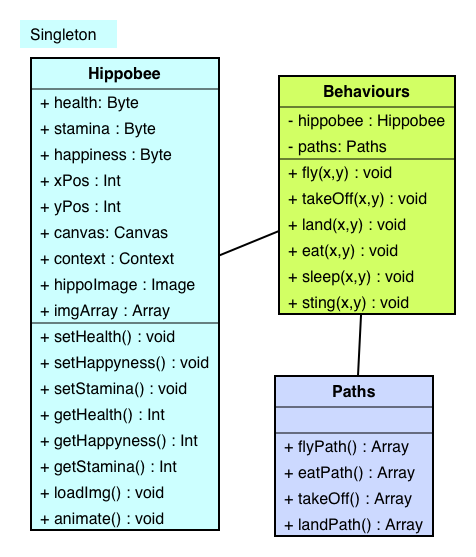 Singleton
Hippobee
+ health: Byte
+ stamina : Byte
+ happiness : Byte
+ xPos : Int
+ yPos : Int
+ canvas: Canvas
+ context : Context
+ hippoImage : Image
+ imgArray : Array
+ setHealth() : void
+ setHappyness() : void
+ setStamina() : void
+ getHealth() : Int
+ getHappyness() : Int
+ getStamina() : Int
+ loadImg() : void
+ animate() : void
Behaviours
- hippobee : Hippobee
- paths: Paths
+ fly(x,y) : void
+ takeOff(x,y) : void
+ land(x,y) : void
+ eat(x,y) : void
+ sleep(x,y) : void
+ sting(x,y) : void
Paths
+ flyPath() : Array
+ eatPath() : Array
+ takeOff() : Array
+ landPath() : Array